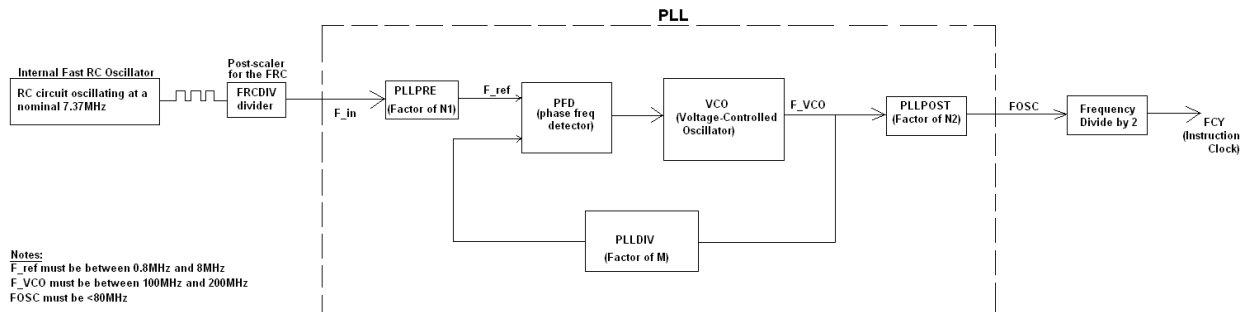 PLL
Internal Fast RC Oscillator
RC circuit oscillating at a
nominal 7.37MHz
Post-scaler
for the FRC
FRCDIV
divider
F_in
PLLPRE
(Factor of N1)
F_ref
PFD
(phase freq
detector)
VCO
(Voltage-Controlled
Oscillator)
F_VCO
PLLPOST
(Factor of N2)
FOSC
Frequency
Divide by 2
FCY
(Instruction
Clock)
PLLDIV
(Factor of M)
Notes:
F_ref must be between 0.8MHz and 8MHz
F_VCO must be between 100MHz and 200MHz
FOSC must be <80MHz